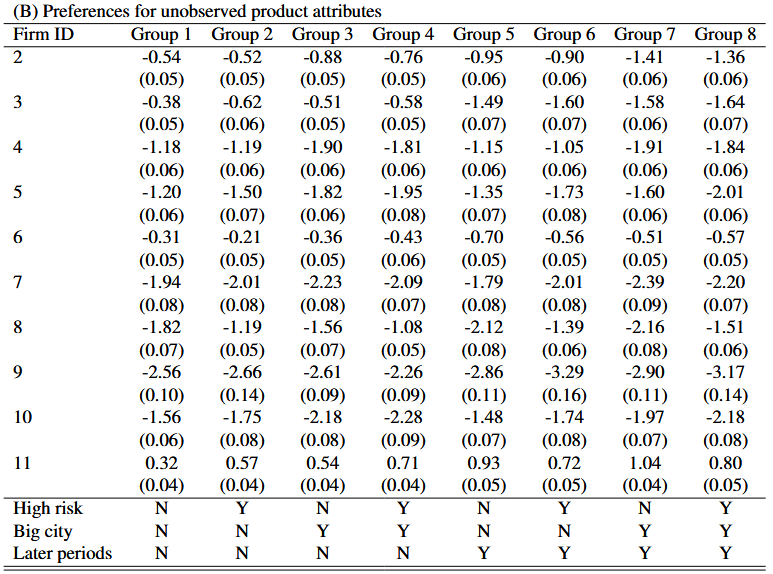 (B) Preferences for unobserved product attributes
Firm ID Group 1 Group 2 Group 3 Group 4 Group 5 Group 6 Group 7 Group 8
2 -0.54 -0.52 -0.88 -0.76 -0.95 -0.90 -1.41 -1.36
(0.05) (0.05) (0.05) (0.05) (0.06) (0.06) (0.06) (0.06)
3 -0.38 -0.62 -0.51 -0.58 -1.49 -1.60 -1.58 -1.64
(0.05) (0.06) (0.05) (0.05) (0.07) (0.07) (0.06) (0.07)
4 -1.18 -1.19 -1.90 -1.81 -1.15 -1.05 -1.91 -1.84
(0.06) (0.06) (0.06) (0.06) (0.06) (0.06) (0.06) (0.06)
5 -1.20 -1.50 -1.82 -1.95 -1.35 -1.73 -1.60 -2.01
(0.06) (0.07) (0.06) (0.08) (0.07) (0.08) (0.06) (0.06)
6 -0.31 -0.21 -0.36 -0.43 -0.70 -0.56 -0.51 -0.57
(0.05) (0.05) (0.05) (0.06) (0.05) (0.05) (0.05) (0.05)
7 -1.94 -2.01 -2.23 -2.09 -1.79 -2.01 -2.39 -2.20
(0.08) (0.08) (0.08) (0.07) (0.08) (0.08) (0.09) (0.07)
8 -1.82 -1.19 -1.56 -1.08 -2.12 -1.39 -2.16 -1.51
(0.07) (0.05) (0.07) (0.05) (0.08) (0.06) (0.08) (0.06)
9 -2.56 -2.66 -2.61 -2.26 -2.86 -3.29 -2.90 -3.17
(0.10) (0.14) (0.09) (0.09) (0.11) (0.16) (0.11) (0.14)
10 -1.56 -1.75 -2.18 -2.28 -1.48 -1.74 -1.97 -2.18
(0.06) (0.08) (0.08) (0.09) (0.07) (0.08) (0.07) (0.08)
11 0.32 0.57 0.54 0.71 0.93 0.72 1.04 0.80
(0.04) (0.04) (0.04) (0.04) (0.05) (0.05) (0.04) (0.05)
High risk N Y N Y N Y N Y
Big city N N Y Y N N Y Y
Later periods N N N N Y Y Y Y